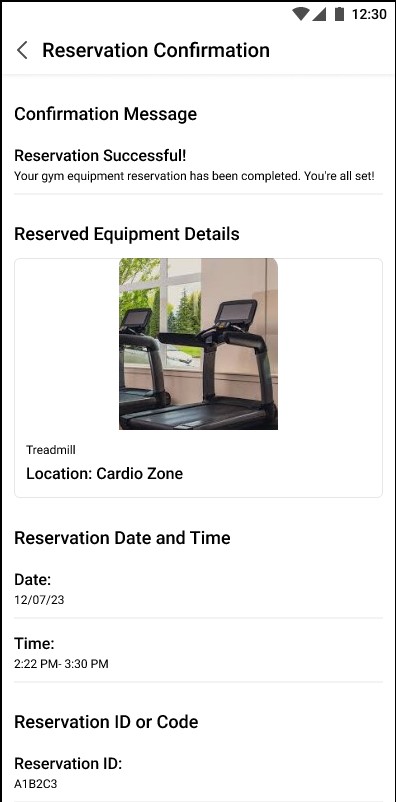 12:30
Reservation Confirmation
Confirmation Message
Reservation Successful!
Your gym equipment reservation has been completed. You're all set!
Reserved Equipment Details
Treadmill
Location: Cardio Zone
Reservation Date and Time
Date:
12/07/23
Time:
2:22 PM- 3:30 PM
Reservation ID or Code
Reservation ID:
A1B2C3